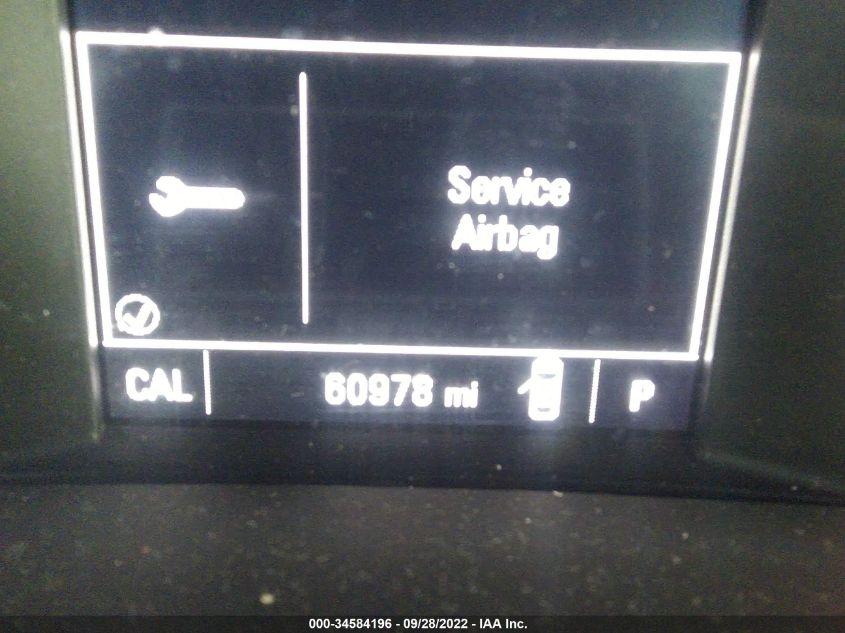 Service
Airbag
CAL 60978 mi P
000-34584196 - 09/28/2022 - IAA Inc.